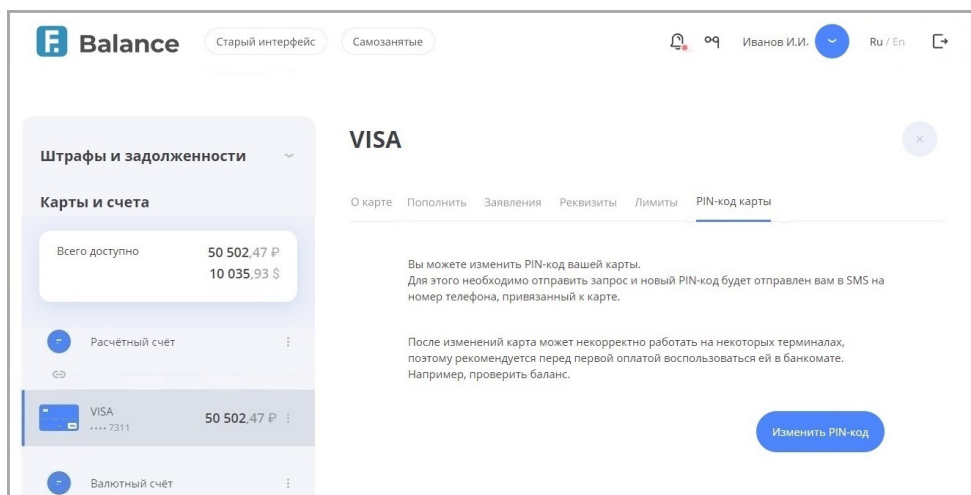 F. Balance Старый интерфейс Самозанятые Иванов И.И. Ru / En
Штрафы и задолженности
Карты и счета
Всего доступно 50 502,47 ₽
10 035,93 $
Расчётный счёт
VISA 50 502,47 ₽
•••• 7311
Валютный счёт
VISA
О карте Пополнить Заявления Реквизиты Лимиты PIN-код карты
Вы можете изменить PIN-код вашей карты.
Для этого необходимо отправить запрос и новый PIN-код будет отправлен вам в SMS на
номер телефона, привязанный к карте.
После изменений карта может некорректно работать на некоторых терминалах,
поэтому рекомендуется перед первой оплатой воспользоваться ей в банкомате.
Например, проверить баланс.
Изменить PIN-код